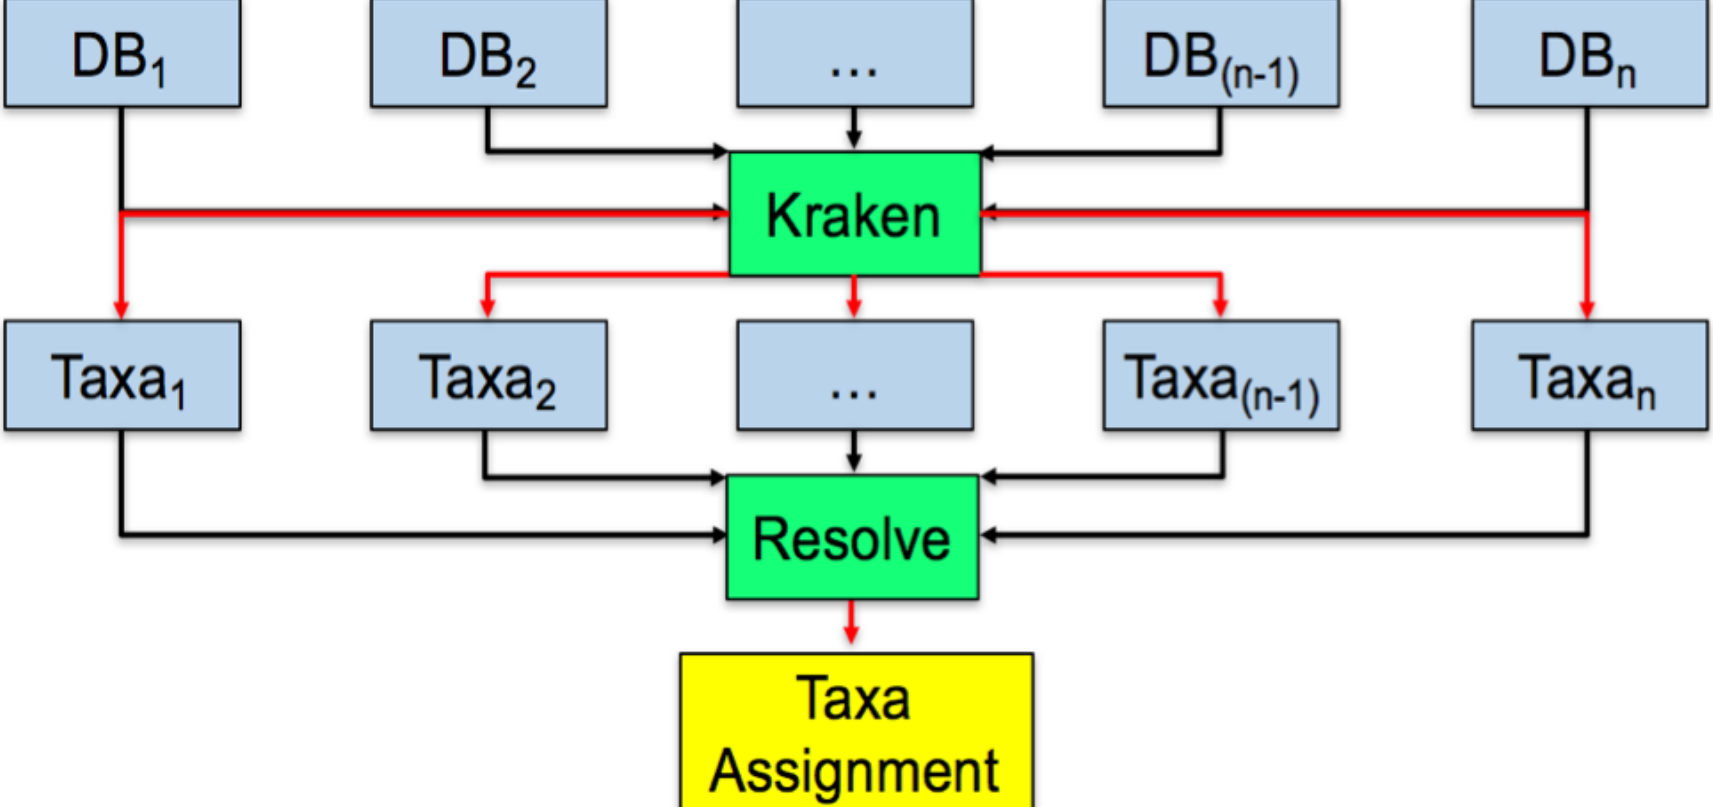 DB₁
DB₂
...
DB₍ₙ₋₁₎
DBₙ
Kraken
Taxa₁
Taxa₂
...
Taxa₍ₙ₋₁₎
Taxaₙ
Resolve
Taxa
Assignment